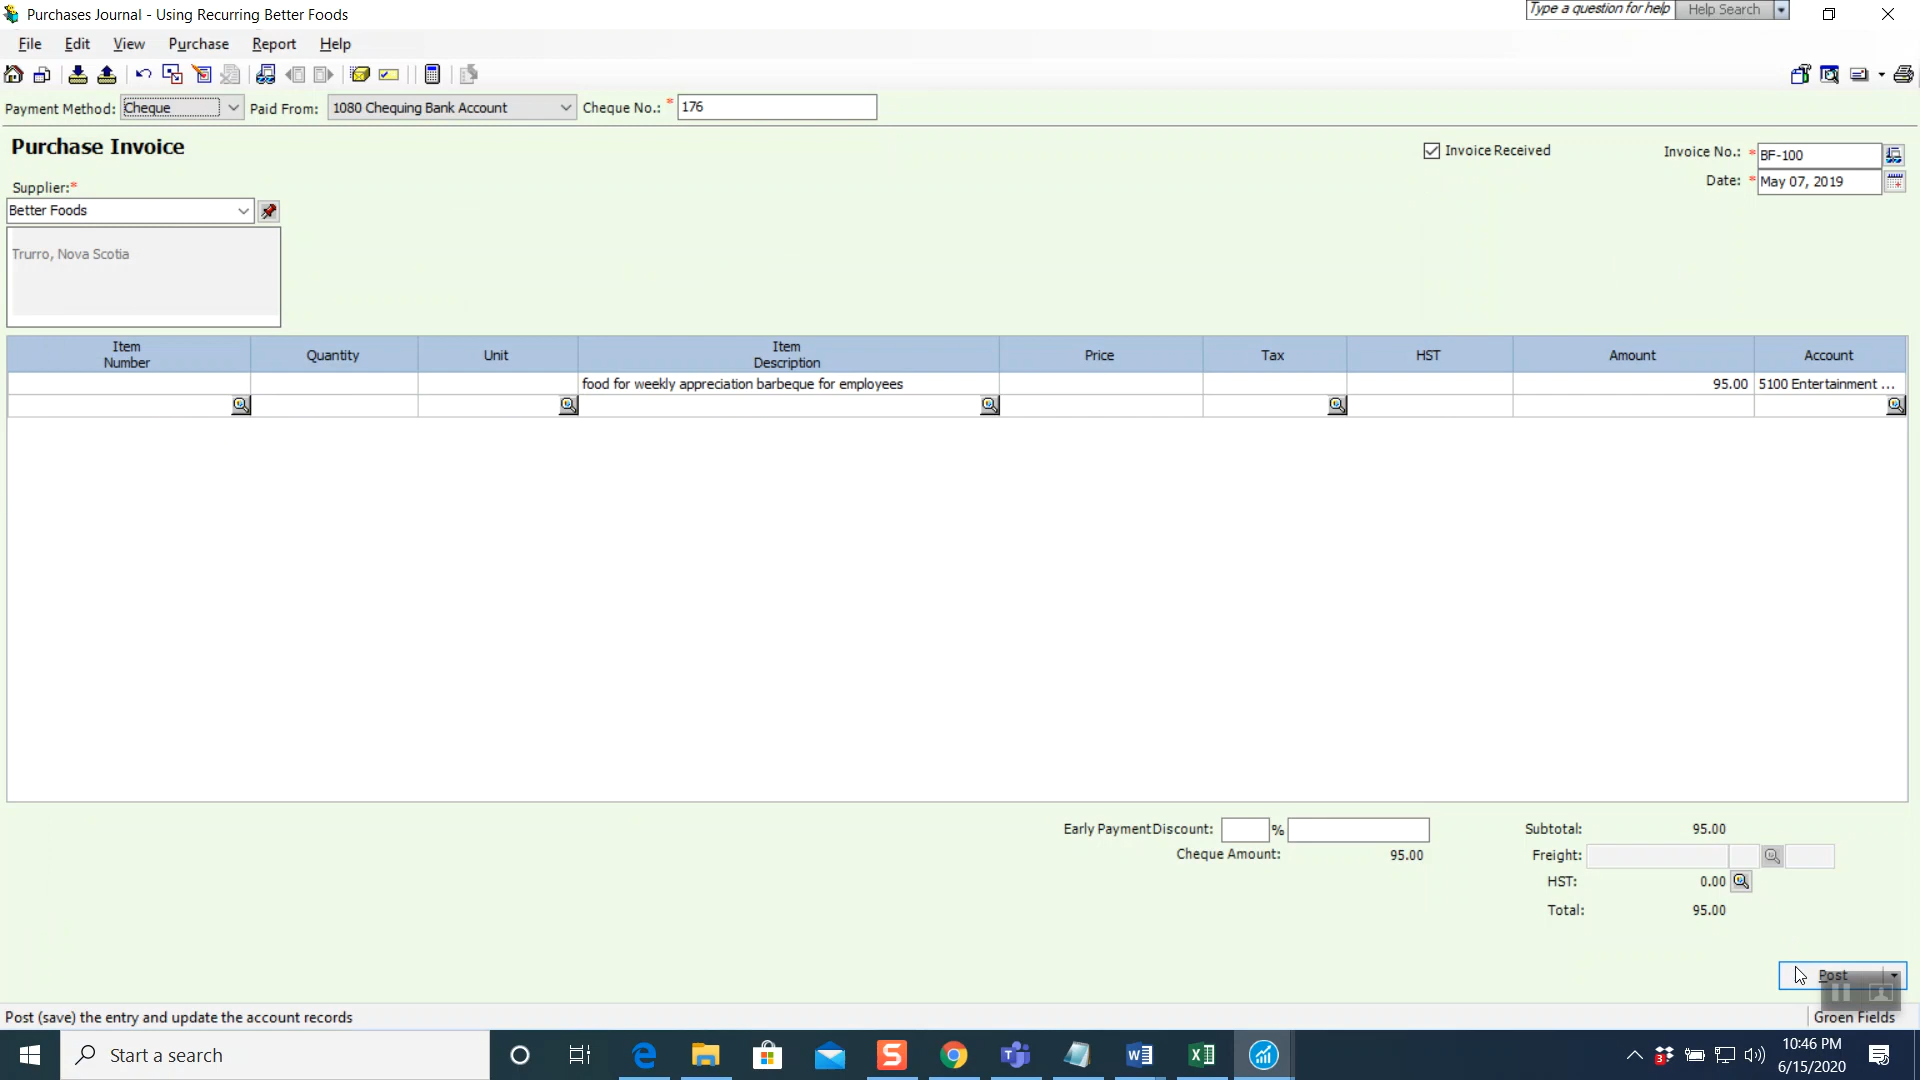 Purchases Journal - Using Recurring Better Foods
Type a question for help Help Search
File Edit View Purchase Report Help
Payment Method: Cheque Paid From: 1080 Chequing Bank Account Cheque No.: * 176
Purchase Invoice
Invoice Received
Invoice No.: * BF-100
Date: * May 07, 2019
Supplier:*
Better Foods
Trurro, Nova Scotia
Item Number Quantity Unit Item Description Price Tax HST Amount Account
food for weekly appreciation barbeque for employees 95.00 5100 Entertainment ...
Early Payment Discount: % Subtotal: 95.00
Cheque Amount: 95.00 Freight:
HST: 0.00
Total: 95.00
Post
Post (save) the entry and update the account records Groen Fields
Start a search
10:46 PM
6/15/2020